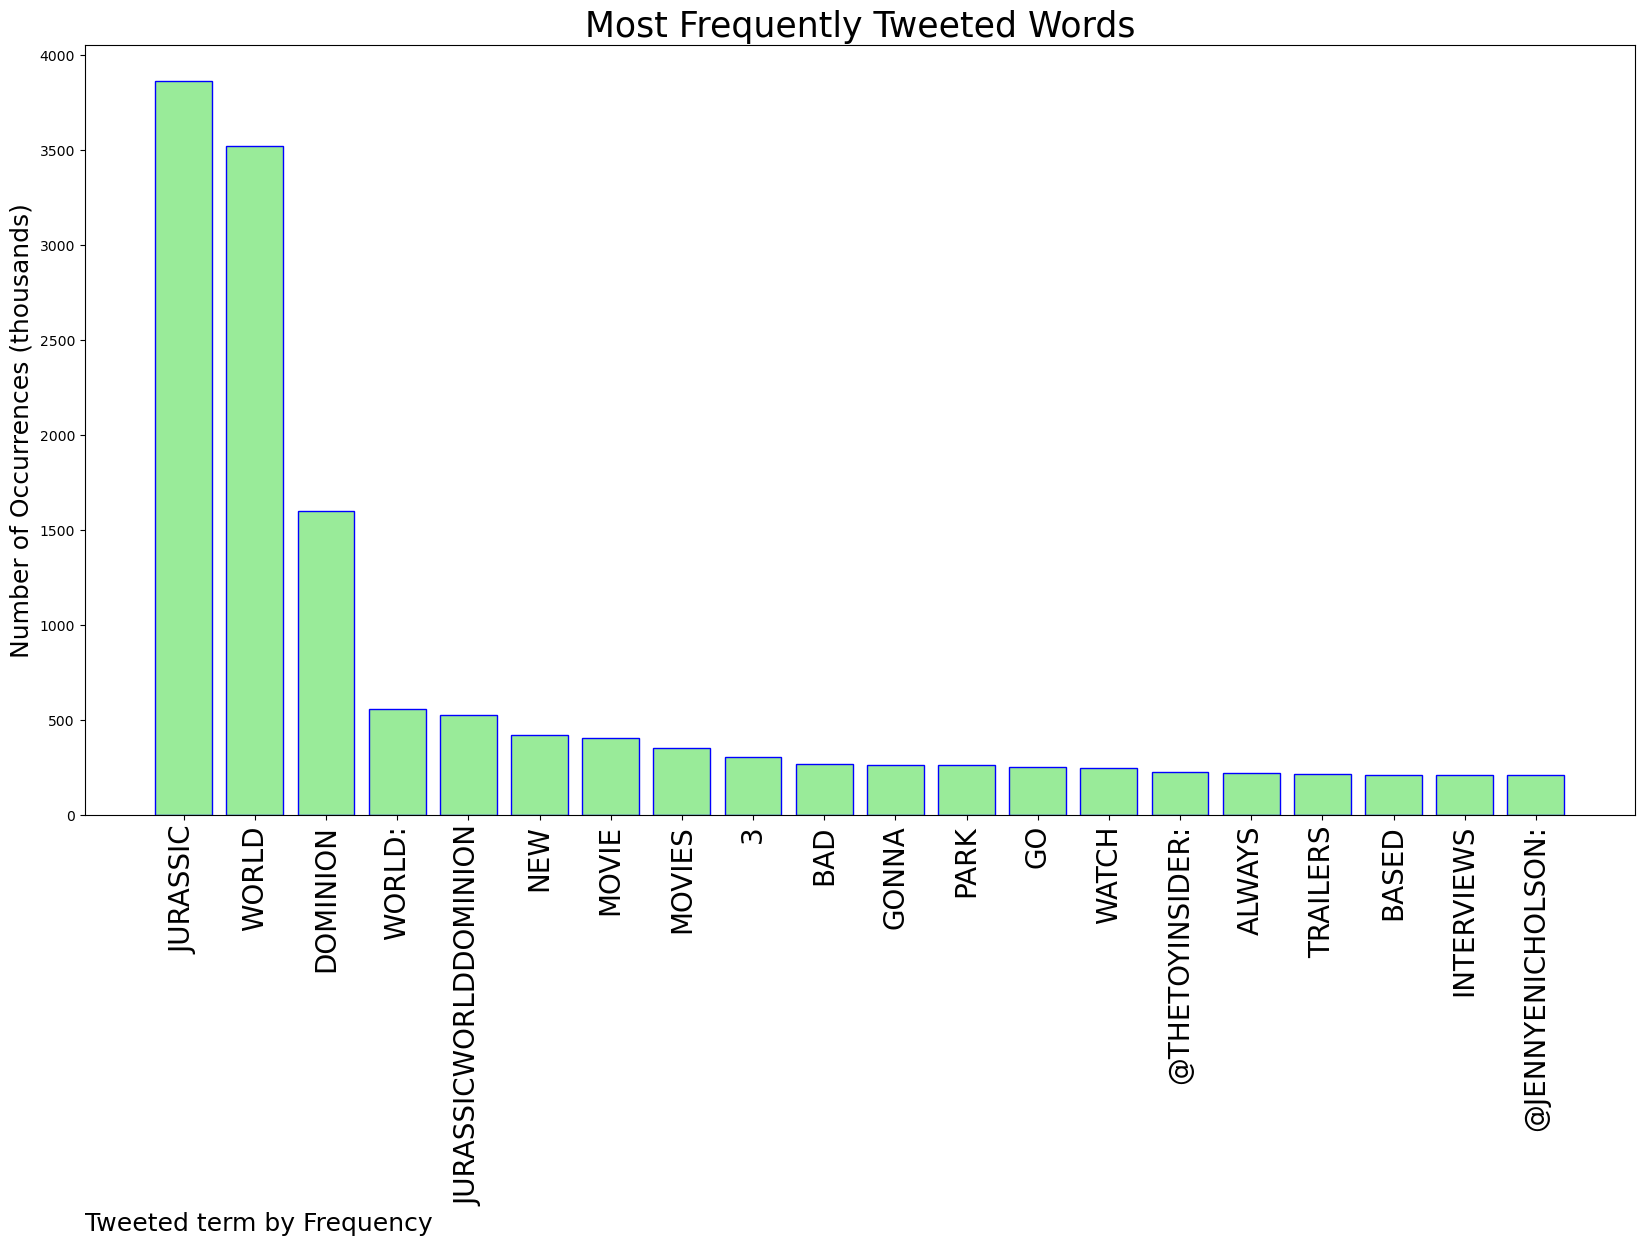 Most Frequently Tweeted Words
Number of Occurrences (thousands)
4000
3500
3000
2500
2000
1500
1000
500
0
JURASSIC
WORLD
DOMINION
WORLD:
JURASSICWORLDDOMINION
NEW
MOVIE
MOVIES
3
BAD
GONNA
PARK
GO
WATCH
@THETOYINSIDER:
ALWAYS
TRAILERS
BASED
INTERVIEWS
@JENNYENICHOLSON:
Tweeted term by Frequency